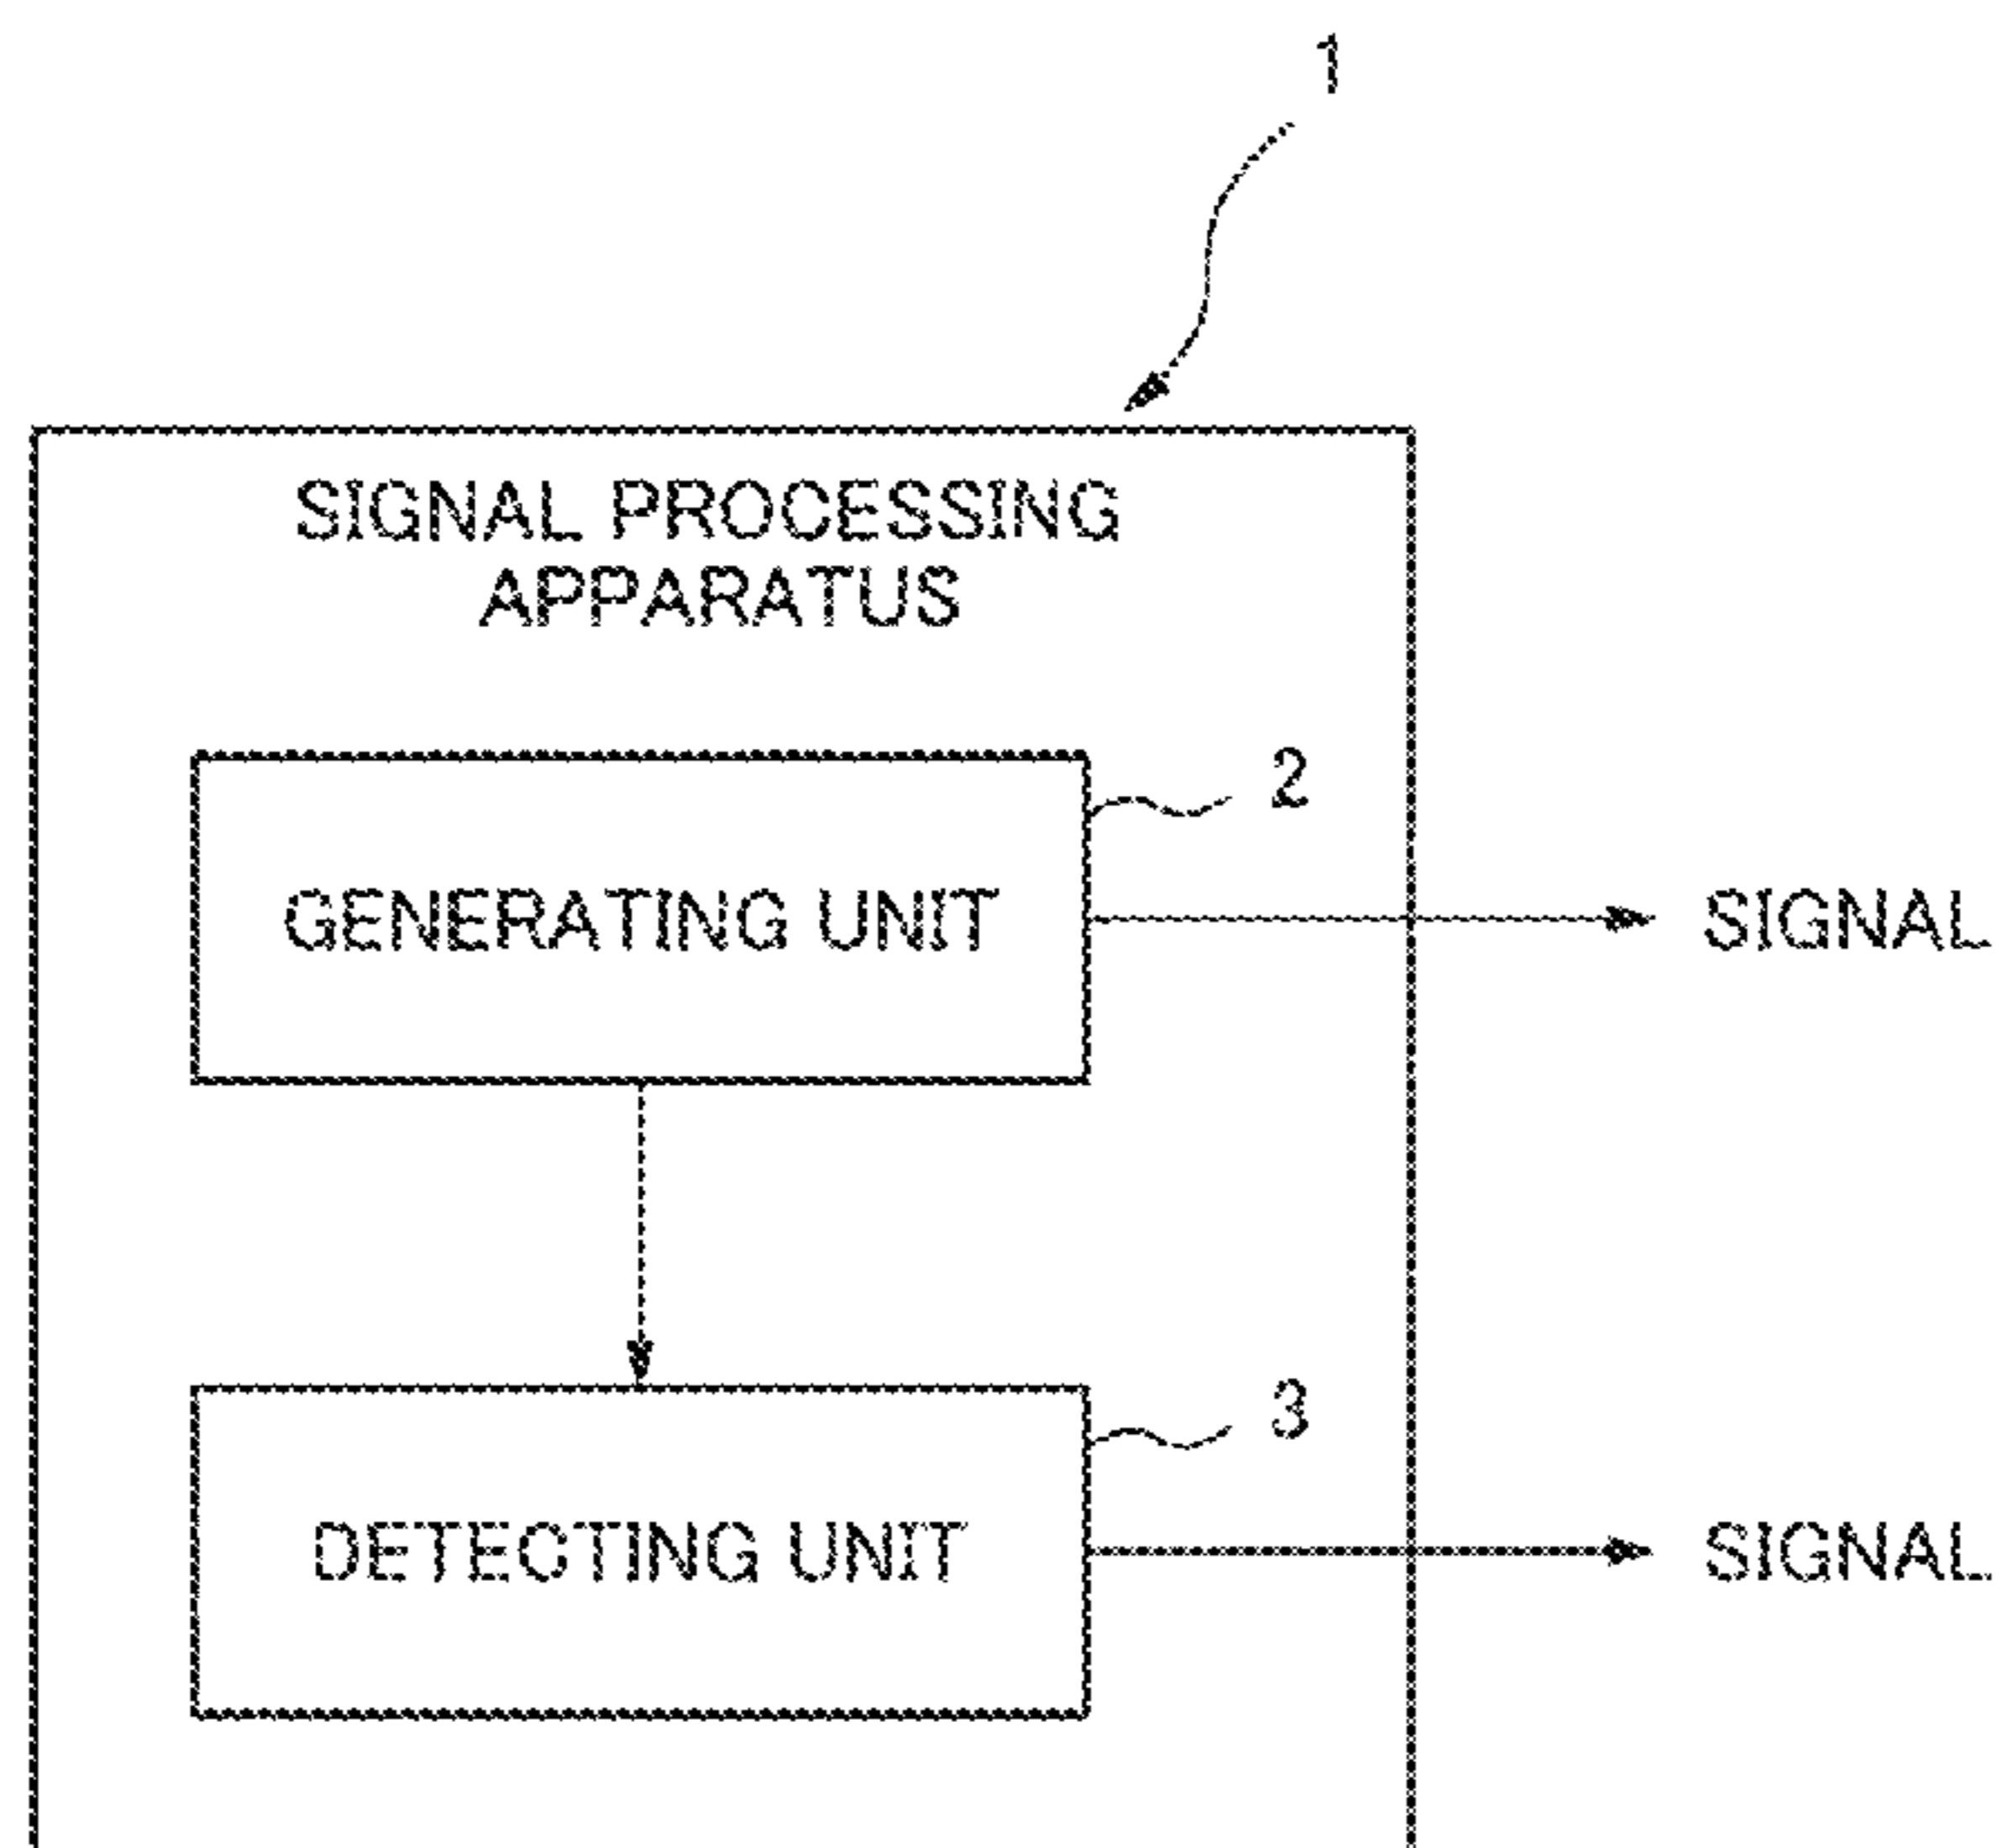 1
SIGNAL PROCESSING
APPARATUS
2
GENERATING UNIT
SIGNAL
3
DETECTING UNIT
SIGNAL